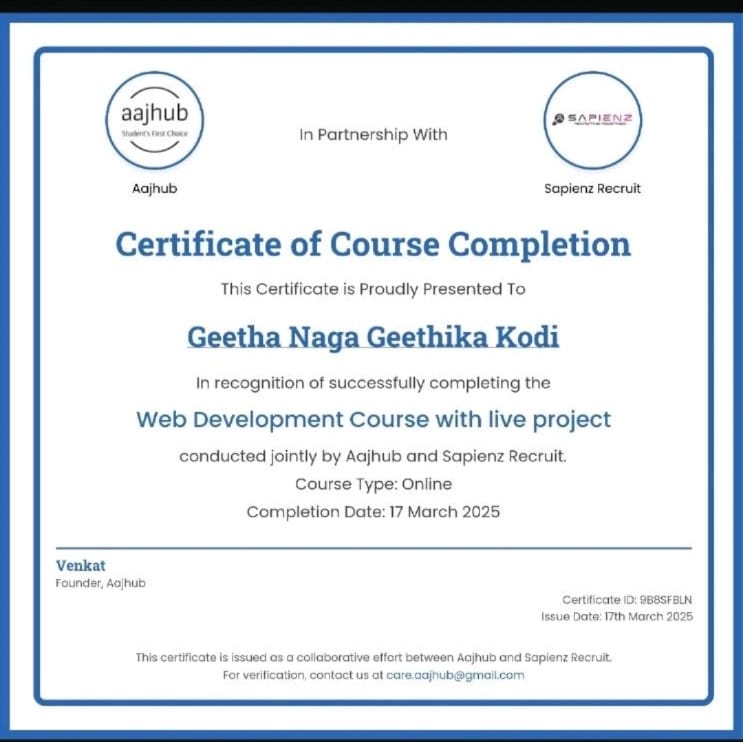 aajhub
Student's First Choice
Aajhub
In Partnership With
SAPIENZ
Sapienz Recruit
Certificate of Course Completion
This Certificate is Proudly Presented To
Geetha Naga Geethika Kodi
In recognition of successfully completing the
Web Development Course with live project
conducted jointly by Aajhub and Sapienz Recruit.
Course Type: Online
Completion Date: 17 March 2025
Venkat
Founder, Aajhub
Certificate ID: 9B8SFBLN
Issue Date: 17th March 2025
This certificate is issued as a collaborative effort between Aajhub and Sapienz Recruit.
For verification, contact us at care.aajhub@gmail.com